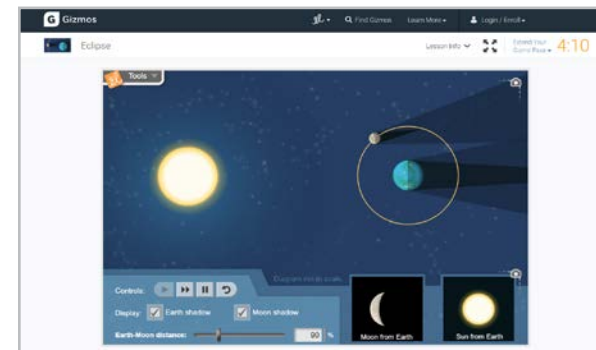 G Gizmos
Find Gizmos Learn More Login / Enroll
Eclipse
Lesson Info
4:10
Tools
Diagram not to scale
Controls:
Display: Earth shadow Moon shadow
Earth-Moon distance: 90 %
Moon from Earth
Sun from Earth